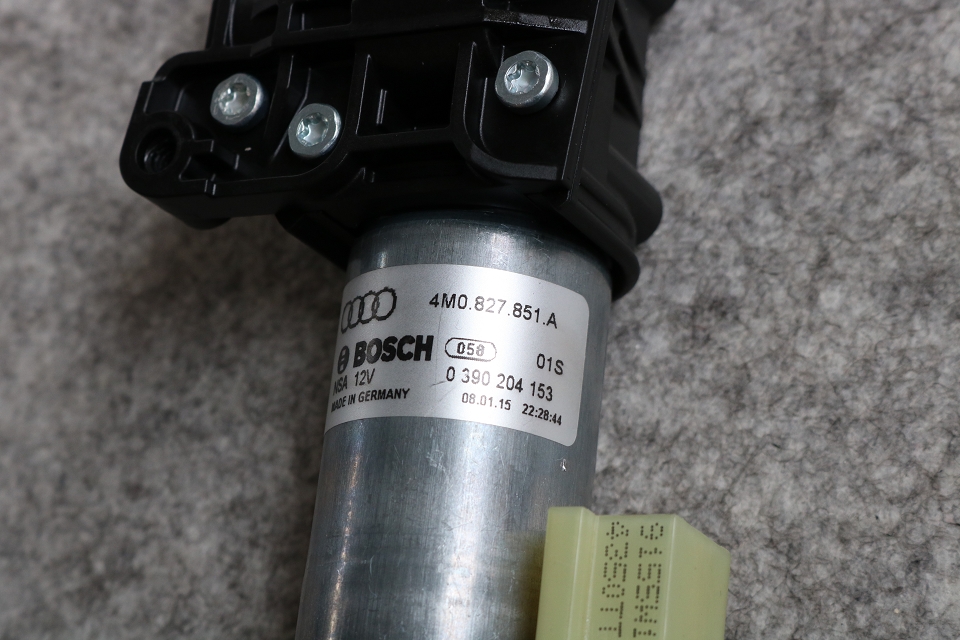 4M0.827.851.A
BOSCH 058 01S
NSA 12V 0 390 204 153
MADE IN GERMANY 08.01.15 22:28:44